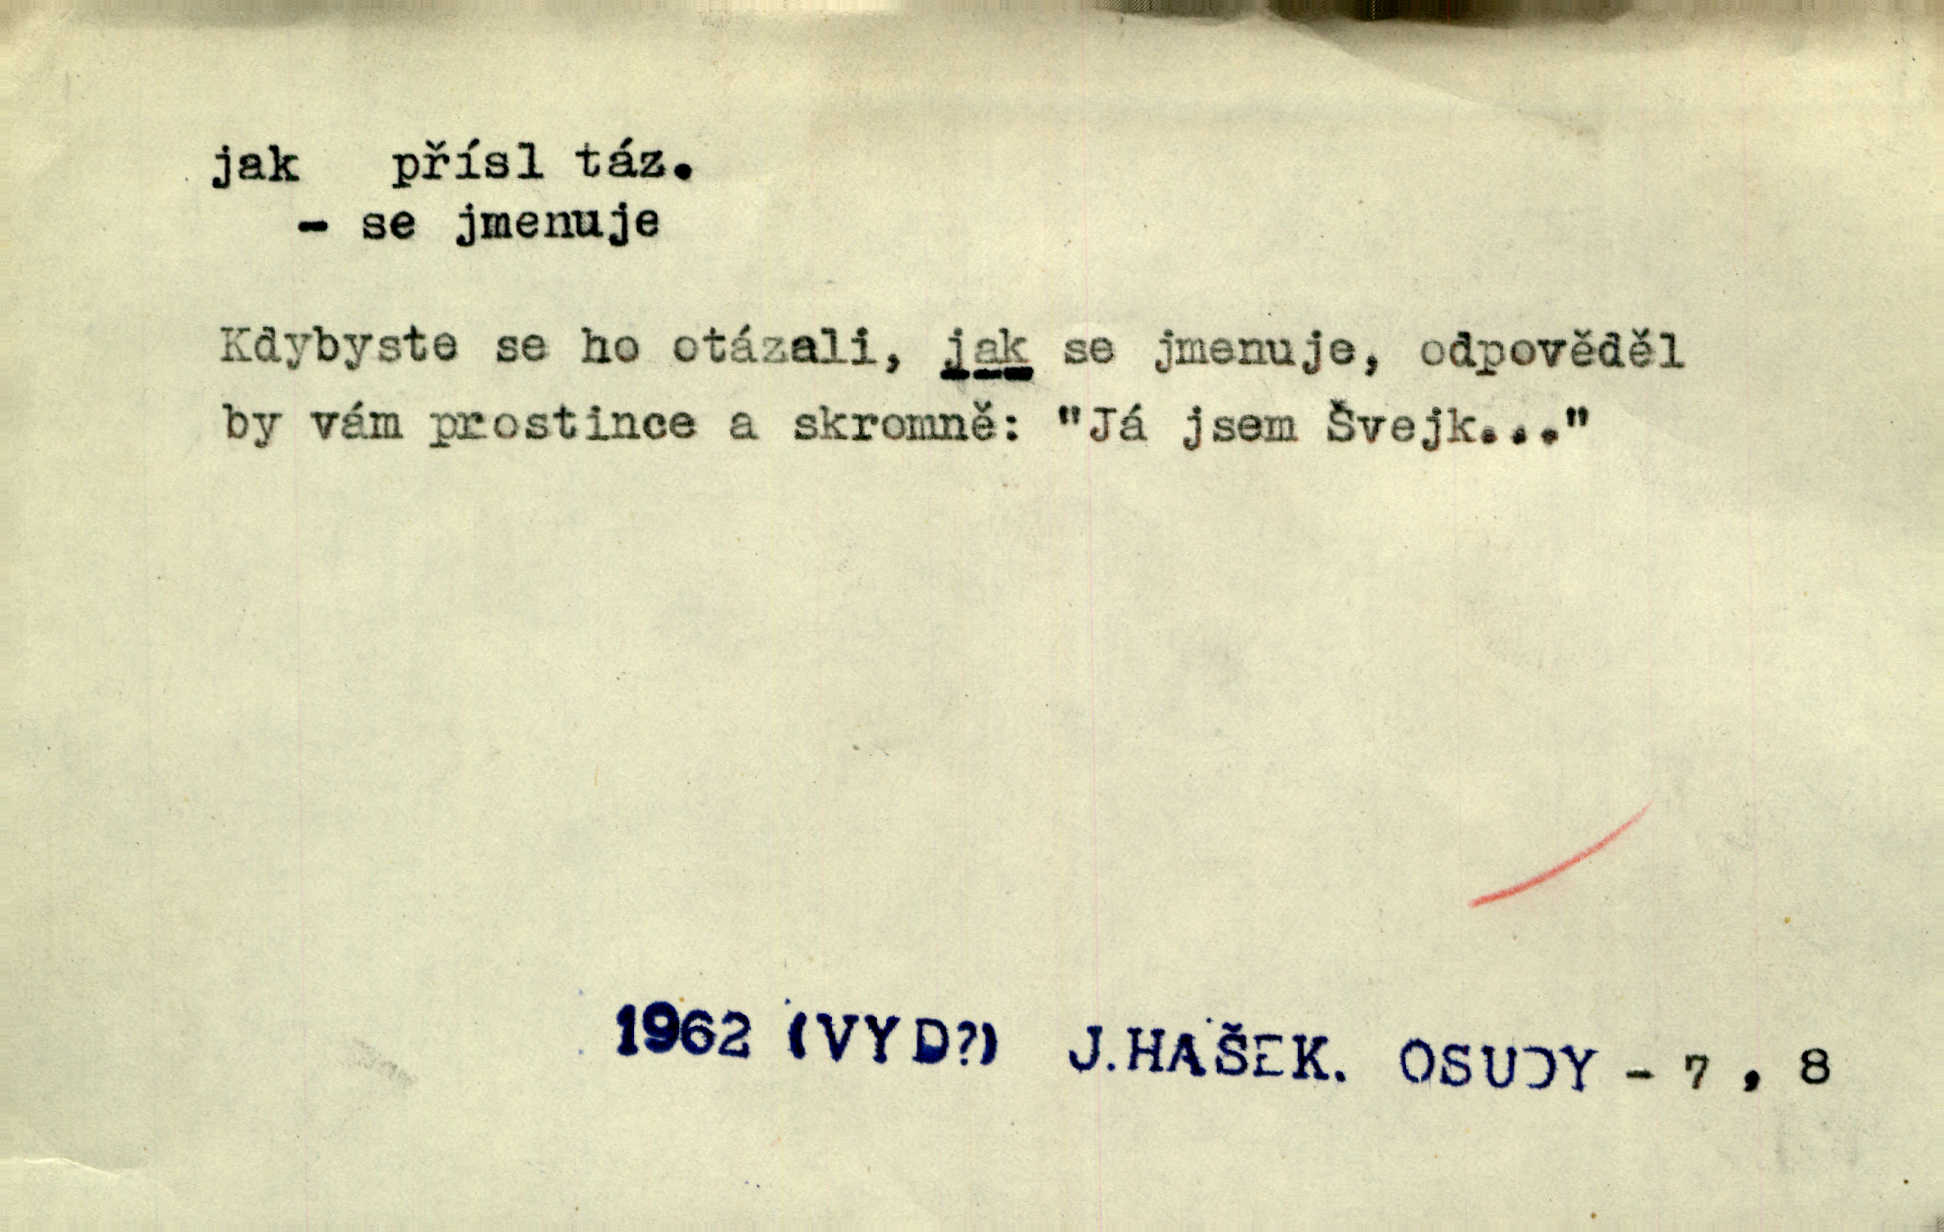 jak přísl táz.
- se jmenuje
Kdybyste se ho otázali, jak se jmenuje, odpověděl
by vám prostince a skromně: "Já jsem Švejk..."
1962 (VYD?) J.HAŠEK. OSUDY - 7 , 8